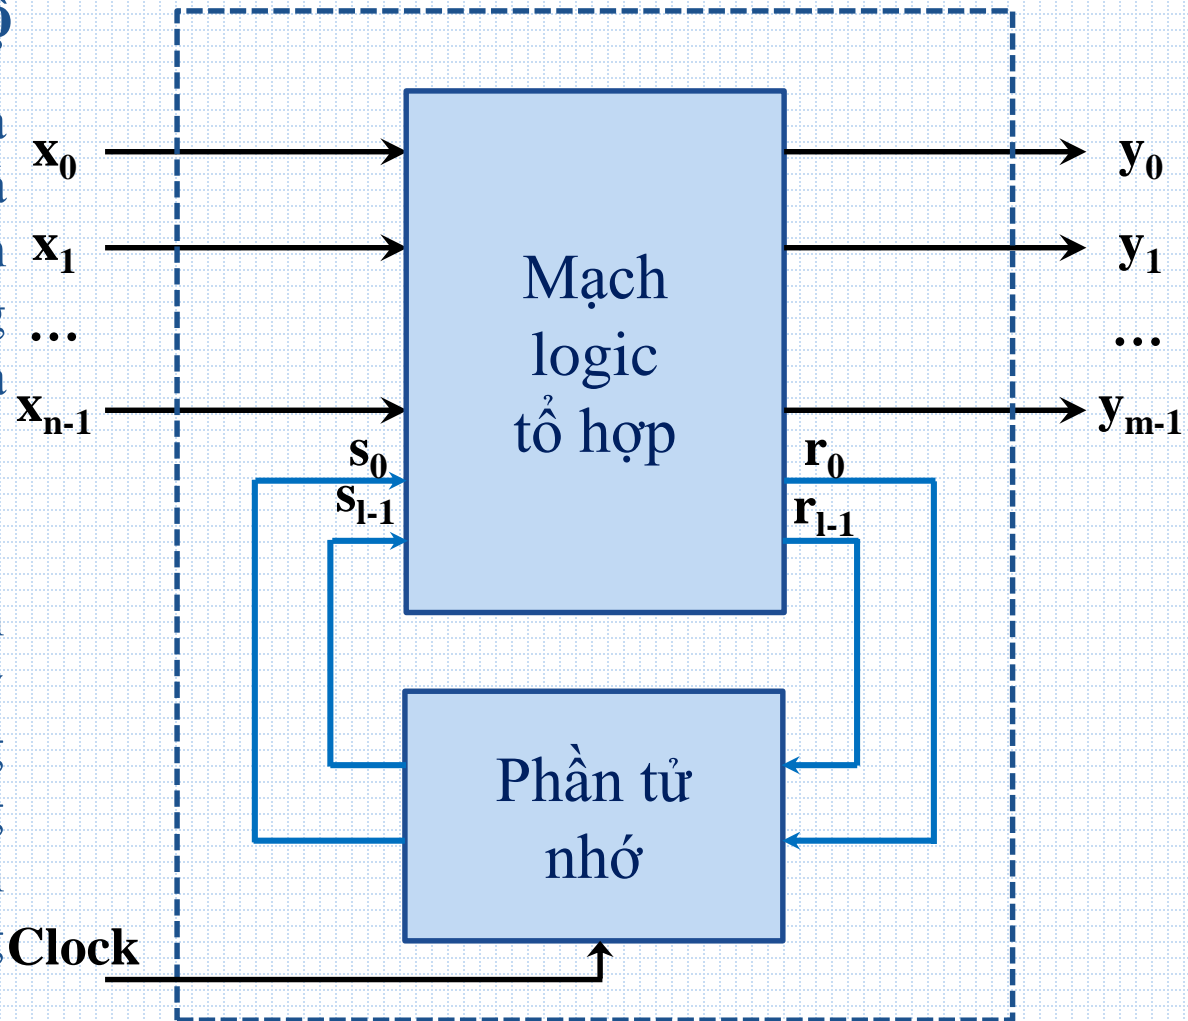 x0
y0
x1
y1
Mạch
logic
tổ hợp
...
...
xn-1
ym-1
s0
r0
sl-1
rl-1
Phần tử
nhớ
Clock